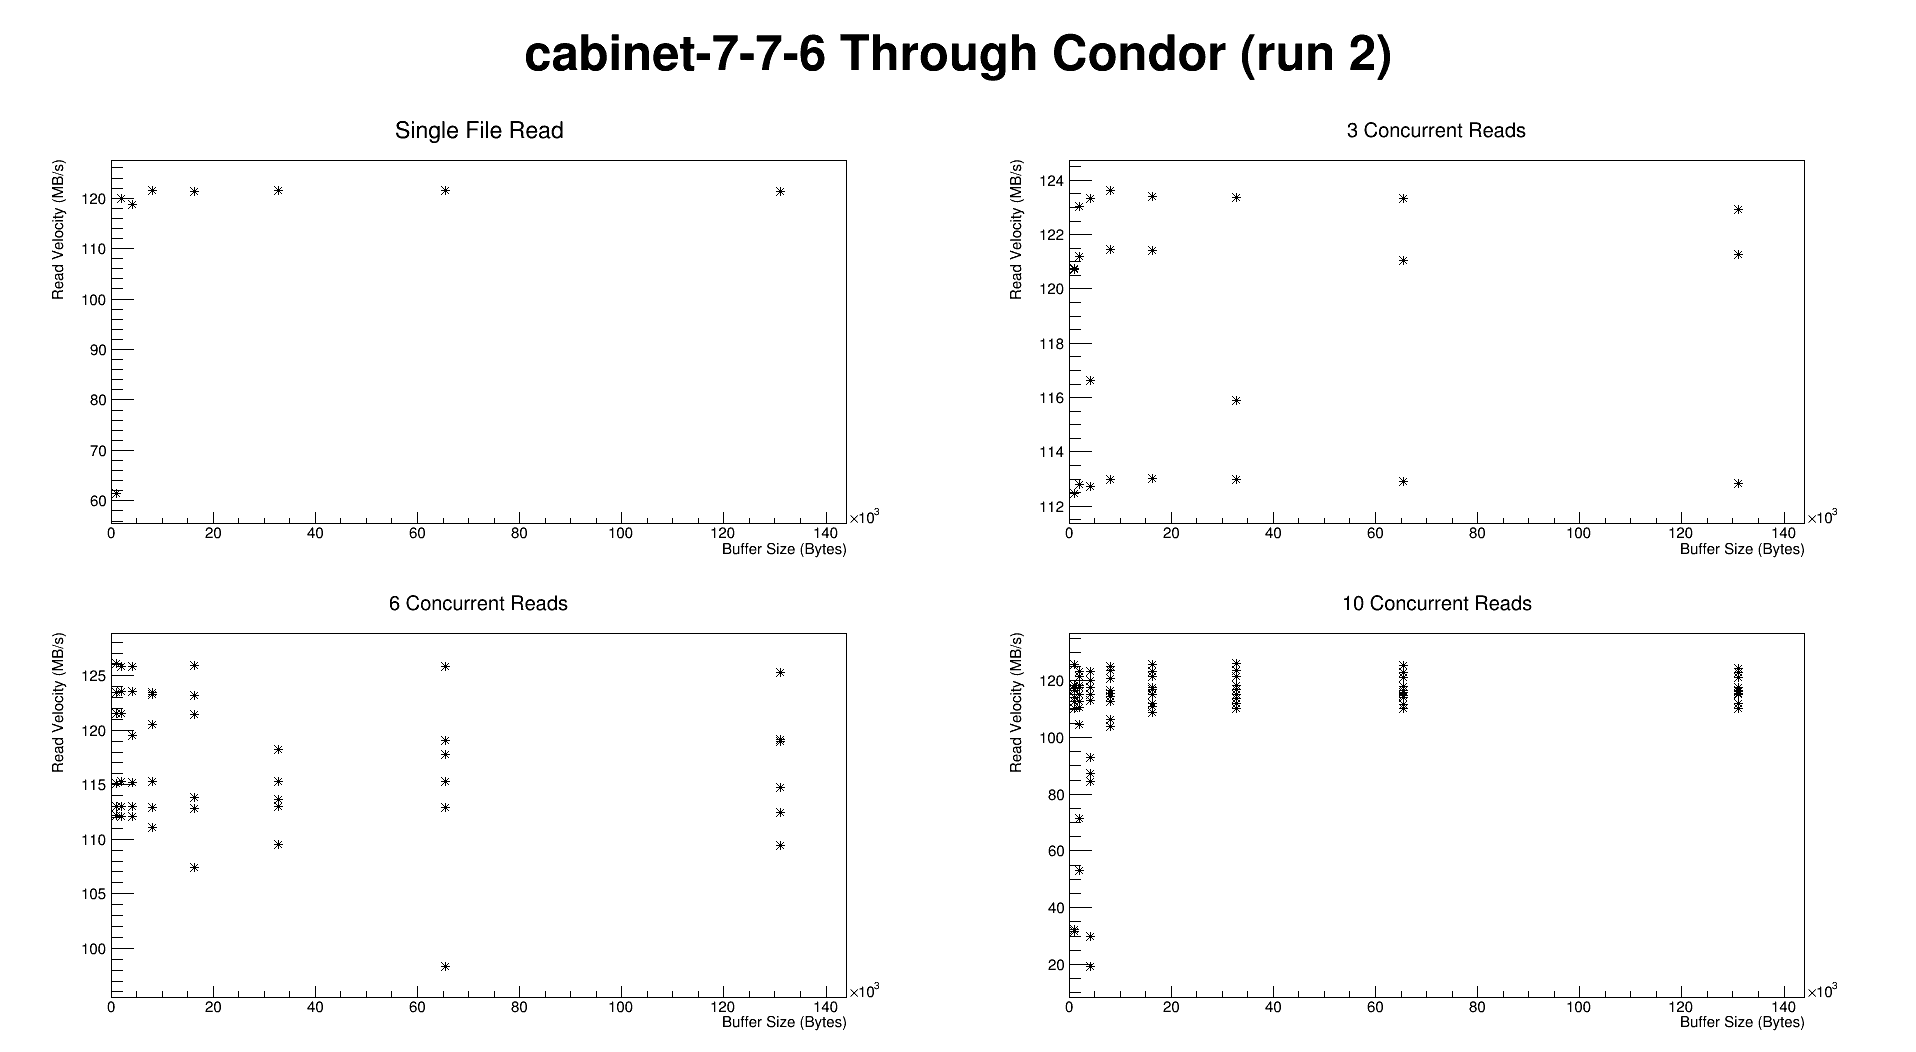 cabinet-7-7-6 Through Condor (run 2)
Single File Read
Read Velocity (MB/s)
120
110
100
90
80
70
60
0 20 40 60 80 100 120 140
×10³
Buffer Size (Bytes)
3 Concurrent Reads
Read Velocity (MB/s)
124
122
120
118
116
114
112
0 20 40 60 80 100 120 140
×10³
Buffer Size (Bytes)
6 Concurrent Reads
Read Velocity (MB/s)
125
120
115
110
105
100
0 20 40 60 80 100 120 140
×10³
Buffer Size (Bytes)
10 Concurrent Reads
Read Velocity (MB/s)
120
100
80
60
40
20
0 20 40 60 80 100 120 140
×10³
Buffer Size (Bytes)